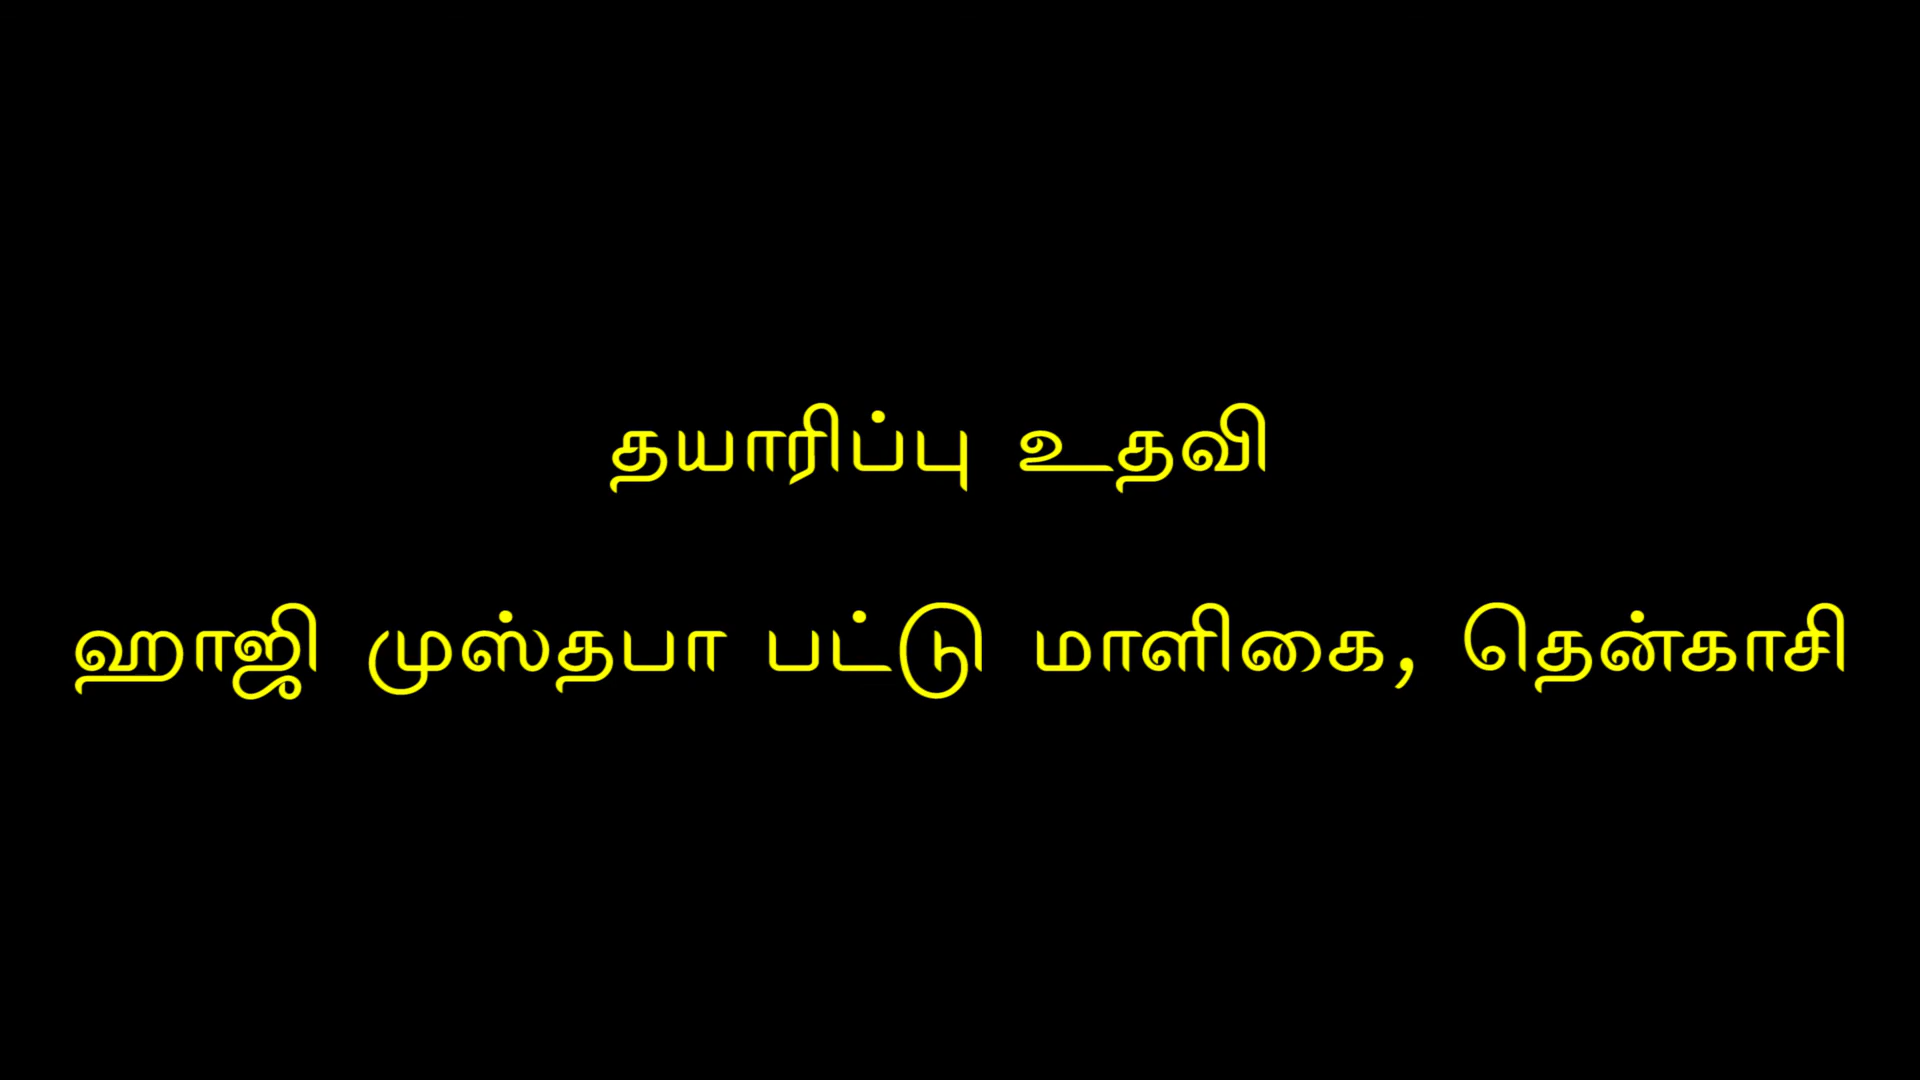 தயாரிப்பு உதவி
ஹாஜி முஸ்தபா பட்டு மாளிகை, தென்காசி